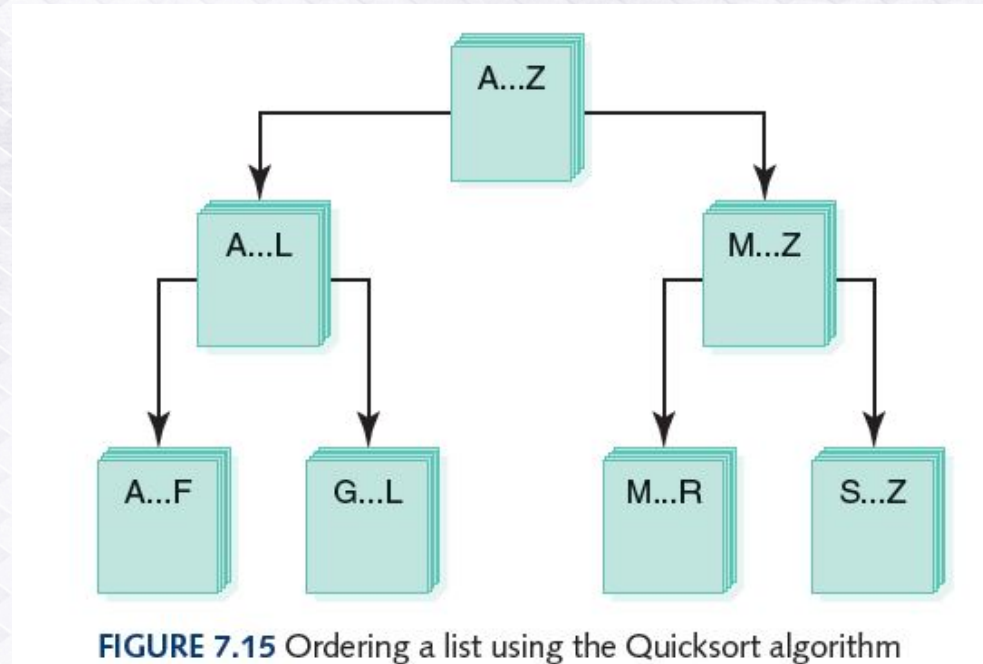 A...Z
A...L
M...Z
A...F
G...L
M...R
S...Z
FIGURE 7.15 Ordering a list using the Quicksort algorithm